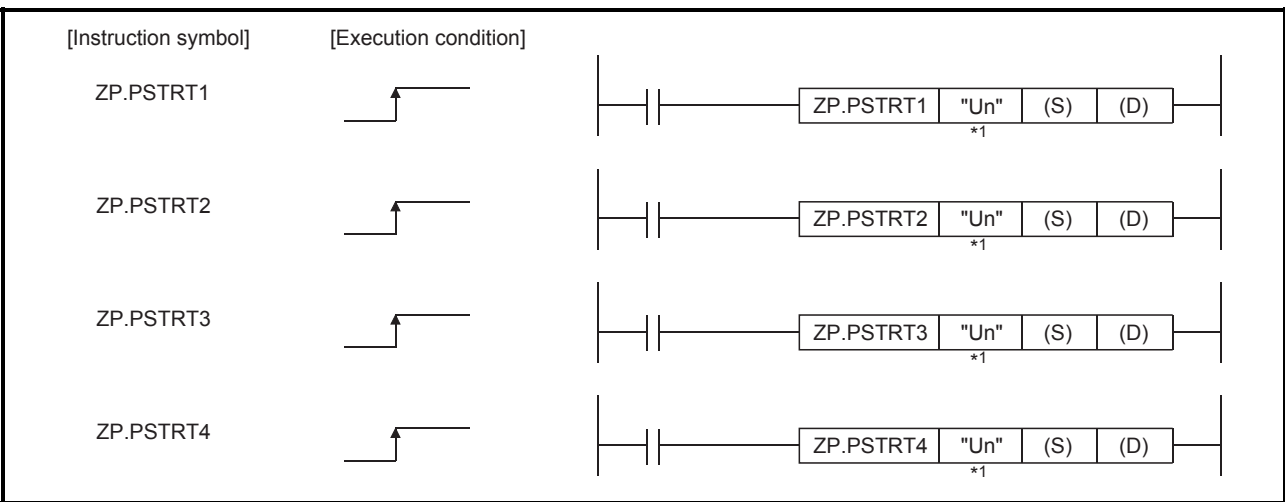 [Instruction symbol] [Execution condition]
ZP.PSTRT1 ZP.PSTRT1 "Un" (S) (D)
*1
ZP.PSTRT2 ZP.PSTRT2 "Un" (S) (D)
*1
ZP.PSTRT3 ZP.PSTRT3 "Un" (S) (D)
*1
ZP.PSTRT4 ZP.PSTRT4 "Un" (S) (D)
*1